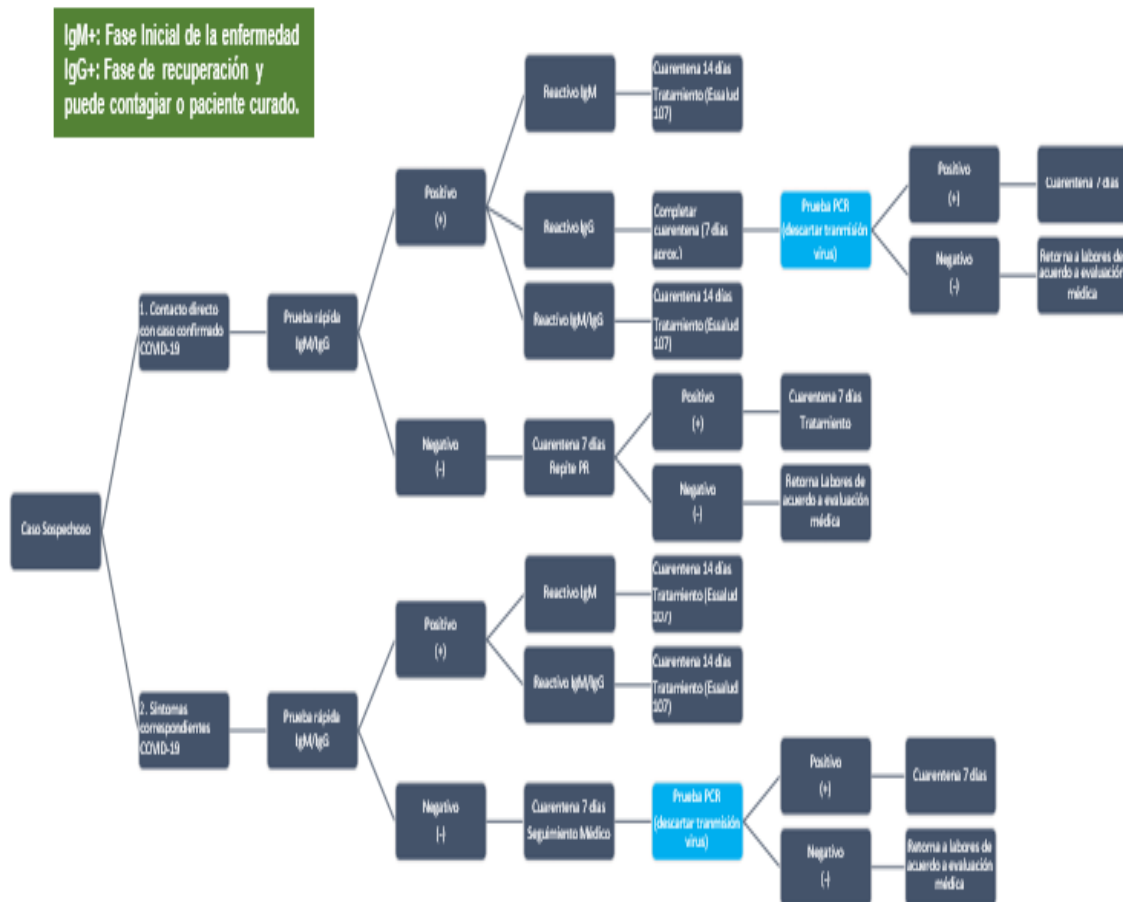 IgM+: Fase Inicial de la enfermedad
IgG+: Fase de recuperación y
puede contagiar o paciente curado.
Caso Sospechoso
1. Contacto directo
con caso confirmado
COVID-19
Prueba rápida
IgM/IgG
Positivo
(+)
Reactivo IgM
Cuarentena 14 días
Tratamiento (Essalud
107)
Reactivo IgG
Completar
cuarentena (7 días
aprox.)
Prueba PCR
(descartar tranmisión
virus)
Positivo
(+)
Cuarentena 7 días
Negativo
(-)
Retorna a labores de
acuerdo a evaluación
médica
Reactivo IgM/IgG
Cuarentena 14 días
Tratamiento (Essalud
107)
Negativo
(-)
Cuarentena 7 días
Repite PR
Positivo
(+)
Cuarentena 7 días
Tratamiento
Negativo
(-)
Retorna Labores de
acuerdo a evaluación
médica
2. Síntomas
correspondientes
COVID-19
Prueba rápida
IgM/IgG
Positivo
(+)
Reactivo IgM
Cuarentena 14 días
Tratamiento (Essalud
107)
Reactivo IgM/IgG
Cuarentena 14 días
Tratamiento (Essalud
107)
Negativo
(-)
Cuarentena 7 días
Seguimiento Médico
Prueba PCR
(descartar tranmisión
virus)
Positivo
(+)
Cuarentena 7 días
Negativo
(-)
Retorna a labores de
acuerdo a evaluación
médica